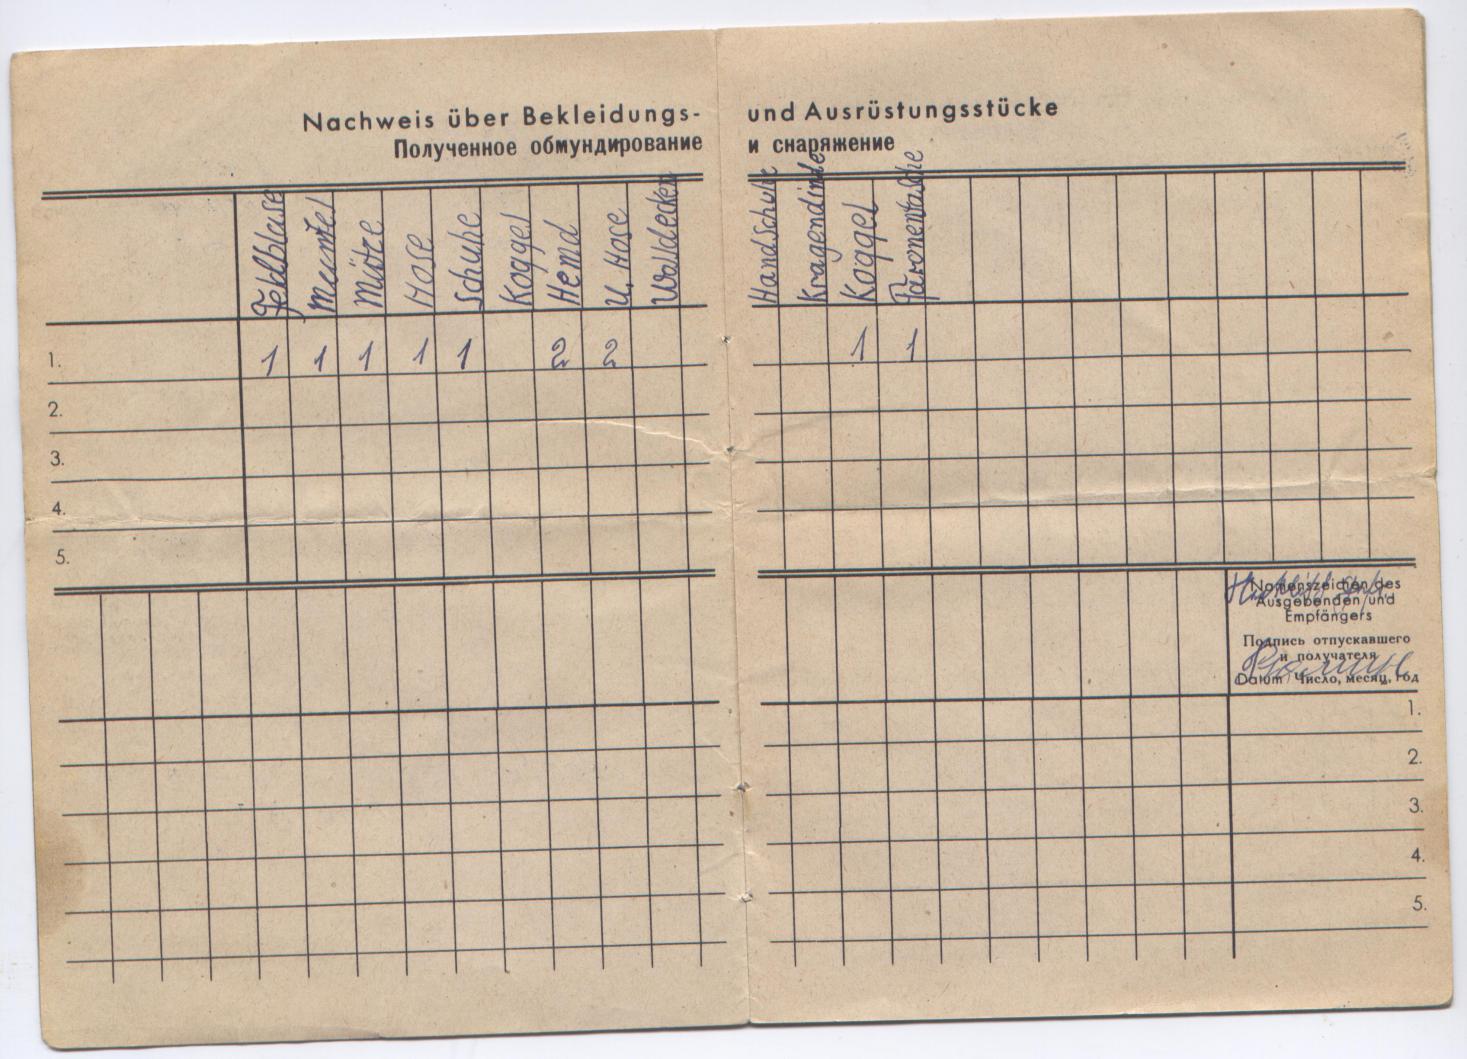 Nachweis über Bekleidungs- und Ausrüstungsstücke
Полученное обмундирование и снаряжение
Feldbluse Mantel Mütze Hose Schuhe Koppel Hemd U. Hose Handschuhe Kragenbinde Koppel
1. 1 1 1 1 1 2 2 1 1
2.
3.
4.
5.
Namenszeichen des
Ausgebenden und
Empfängers
Подпись отпускавшего
и получателя
Datum Число, месяц, год
1.
2.
3.
4.
5.